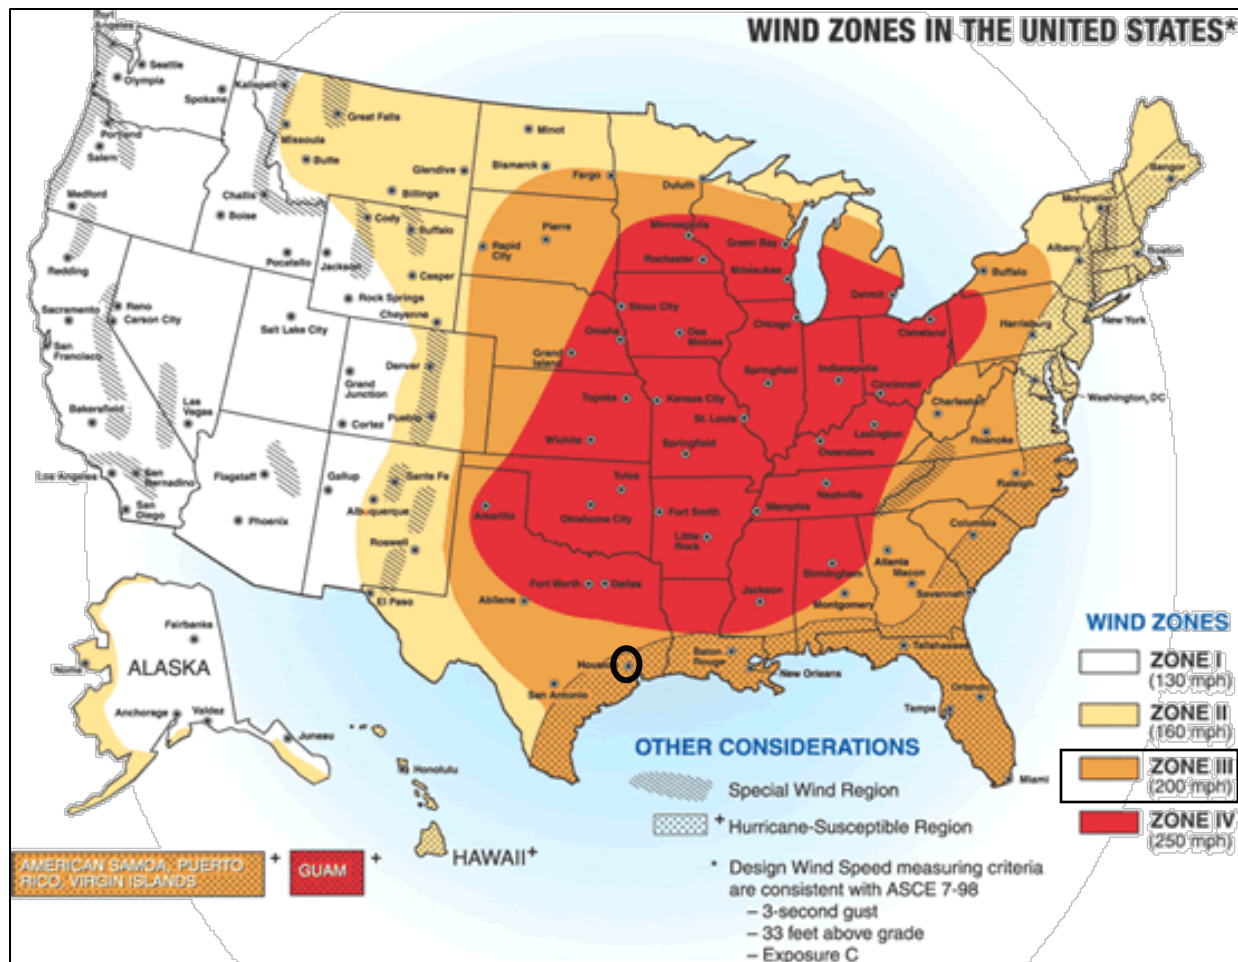 WIND ZONES IN THE UNITED STATES*
Port
Angeles
Seattle
Olympia
Spokane
Kalispell
Great Falls
Portland
Salem
Missoula
Butte
Glendive
Minot
Bismarck
Fargo
Duluth
Bangor
Medford
Challis
Billings
Montpelier
Boise
Cody
Buffalo
Pierre
Minneapolis
Green Bay
Albany
Boston
Redding
Pocatello
Jackson
Casper
Rapid
City
Rochester
Milwaukee
Buffalo
Detroit
Sacramento
Reno
Carson City
Salt Lake City
Rock Springs
Cheyenne
Sioux City
Omaha
Des
Moines
Chicago
Cleveland
Harrisburg
New York
San
Francisco
Grand
Island
Denver
Grand
Junction
Springfield
Indianapolis
Cincinnati
Washington, DC
Bakersfield
Las
Vegas
Cortez
Pueblo
Topeka
Kansas City
St. Louis
Charleston
Lexington
Roanoke
Wichita
Springfield
Owensboro
Los Angeles
San
Bernadino
Flagstaff
Gallup
Sante Fe
Tulsa
Nashville
Raleigh
San
Diego
Phoenix
Albuquerque
Amarillo
Oklahoma City
Fort Smith
Memphis
Columbia
Roswell
Little
Rock
Atlanta
Macon
Birmingham
El Paso
Fort Worth
Dallas
Abilene
Jackson
Montgomery
Savannah
Fairbanks
Nome
ALASKA
Anchorage
Valdez
Juneau
Houston
San Antonio
Baton
Rouge
New Orleans
Tallahassee
Orlando
Tampa
Miami
Honolulu
HAWAII+
WIND ZONES
ZONE I
(130 mph)
ZONE II
(160 mph)
ZONE III
(200 mph)
ZONE IV
(250 mph)
OTHER CONSIDERATIONS
Special Wind Region
+ Hurricane-Susceptible Region
AMERICAN SAMOA, PUERTO
RICO, VIRGIN ISLANDS
+
GUAM
+
* Design Wind Speed measuring criteria
are consistent with ASCE 7-98
– 3-second gust
– 33 feet above grade
– Exposure C